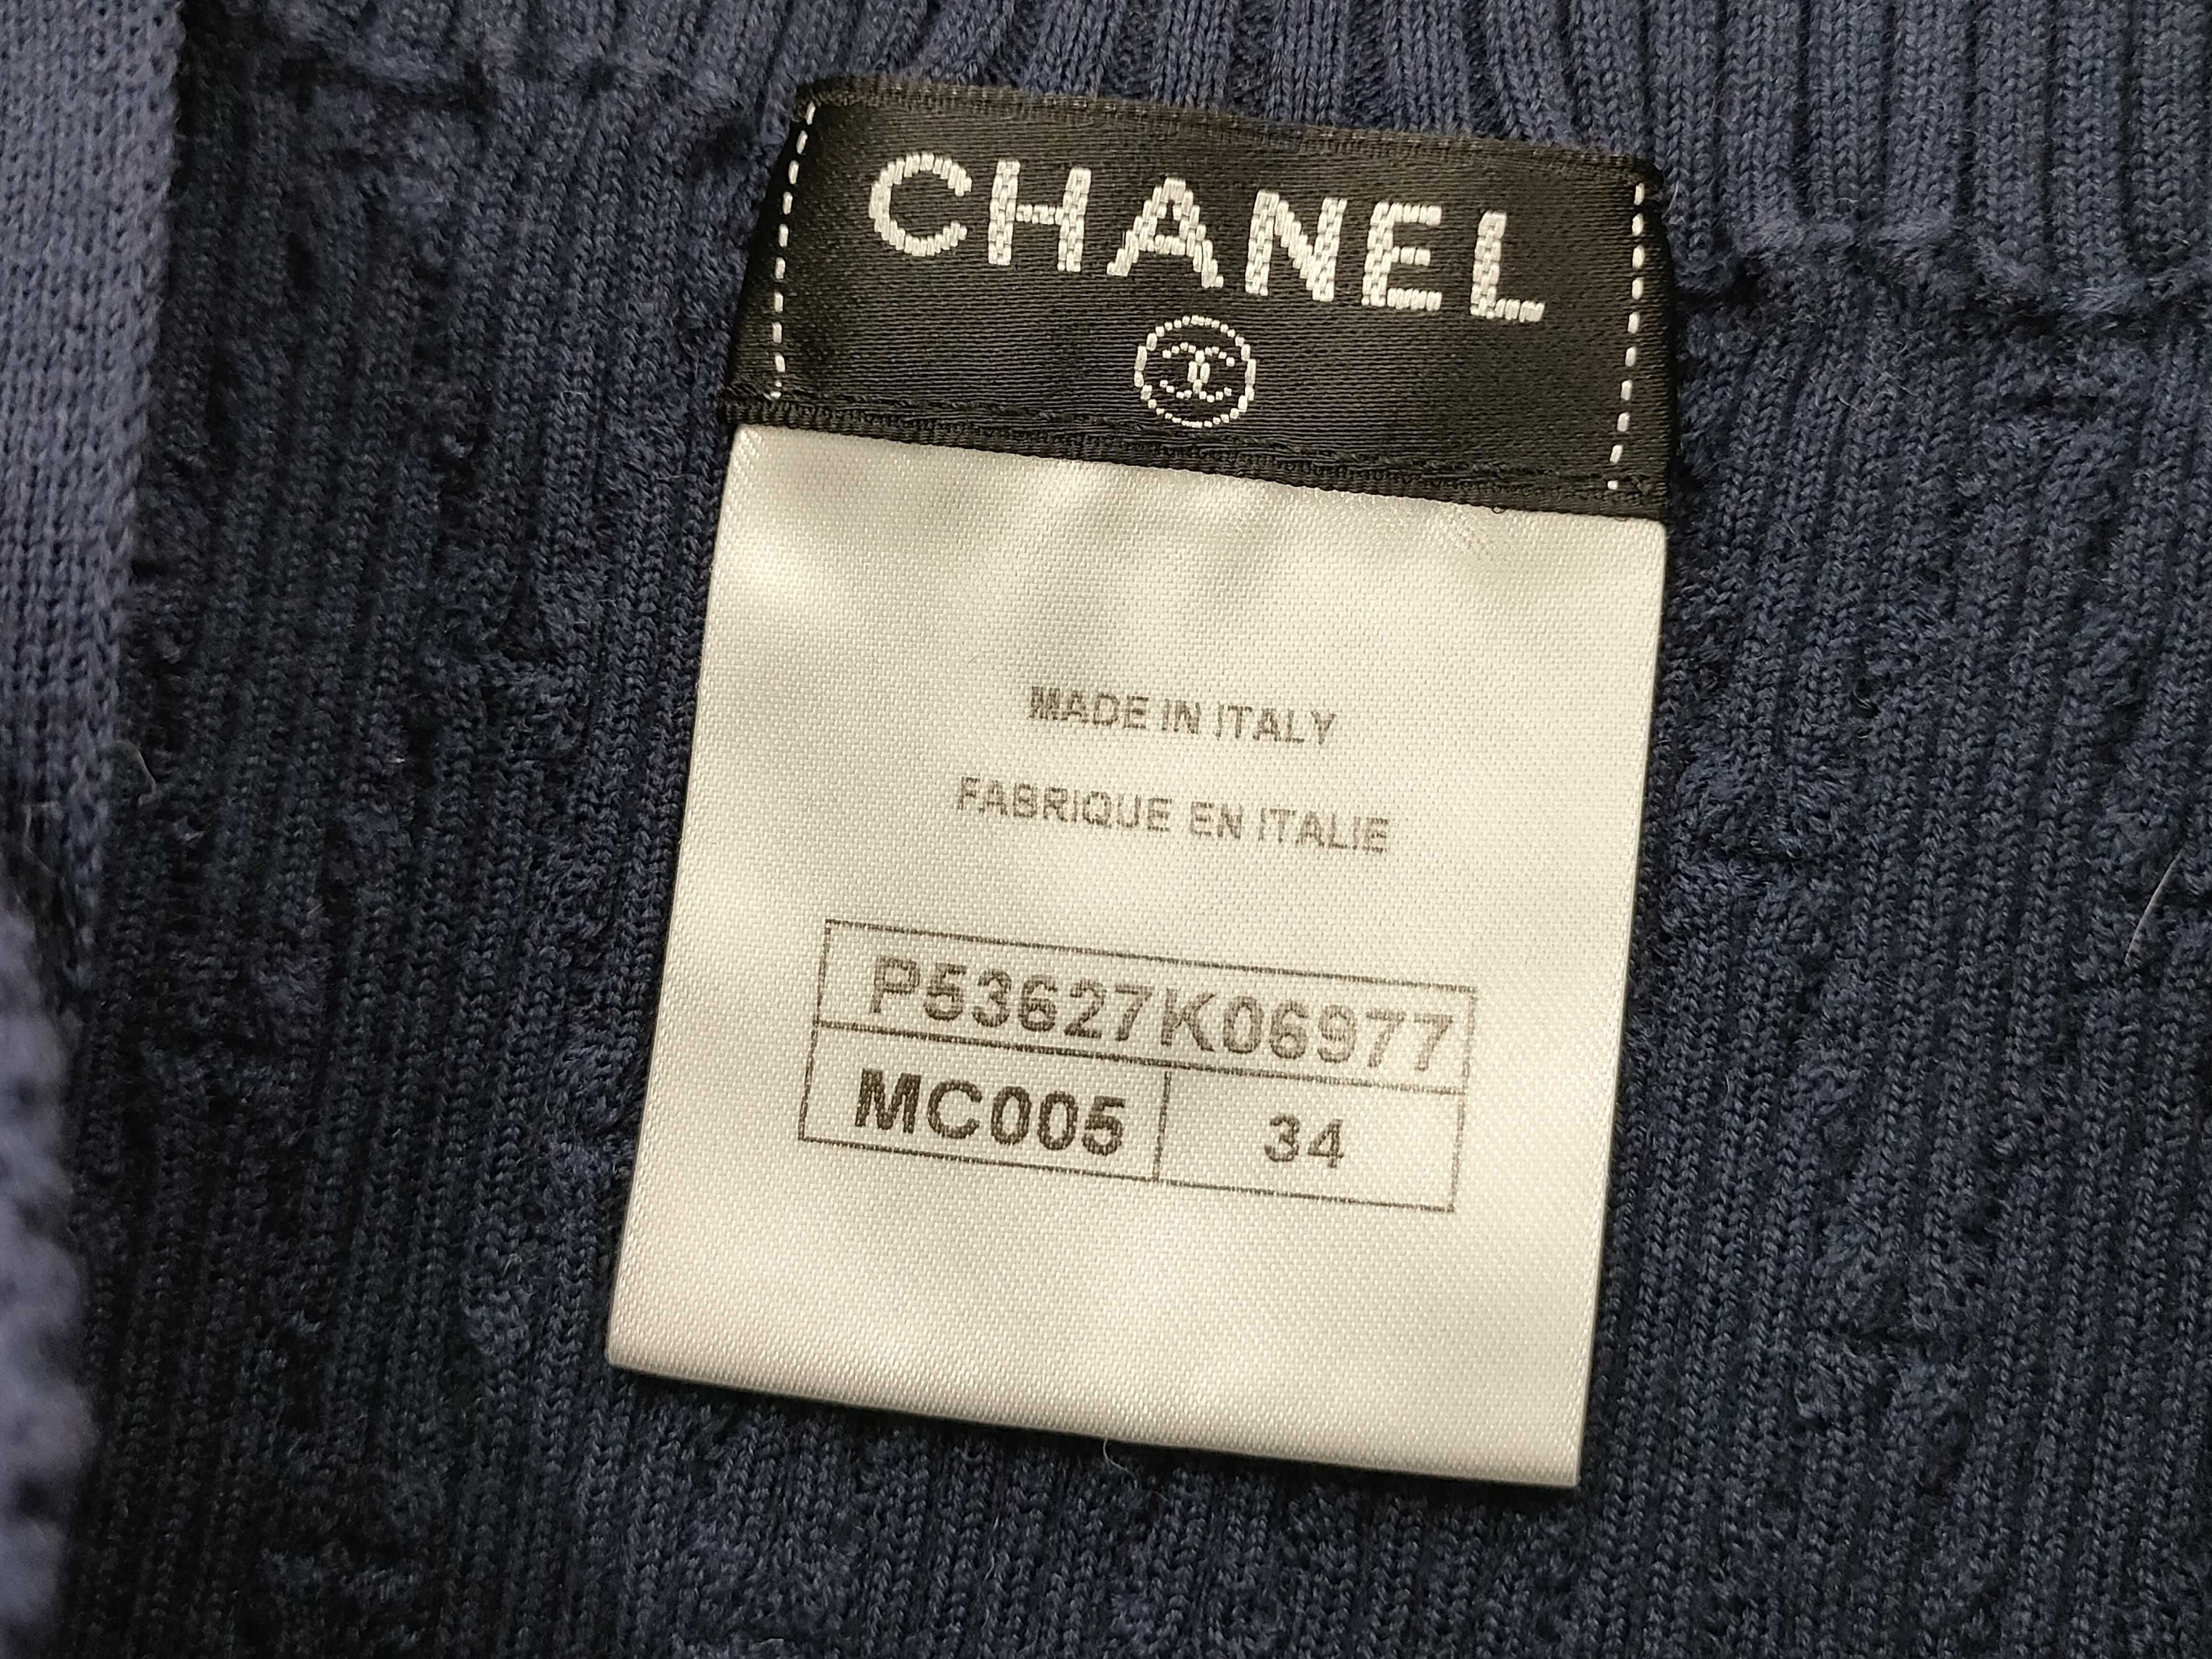 CHANEL
MADE IN ITALY
FABRIQUE EN ITALIE
P53627K06977
MC005 34